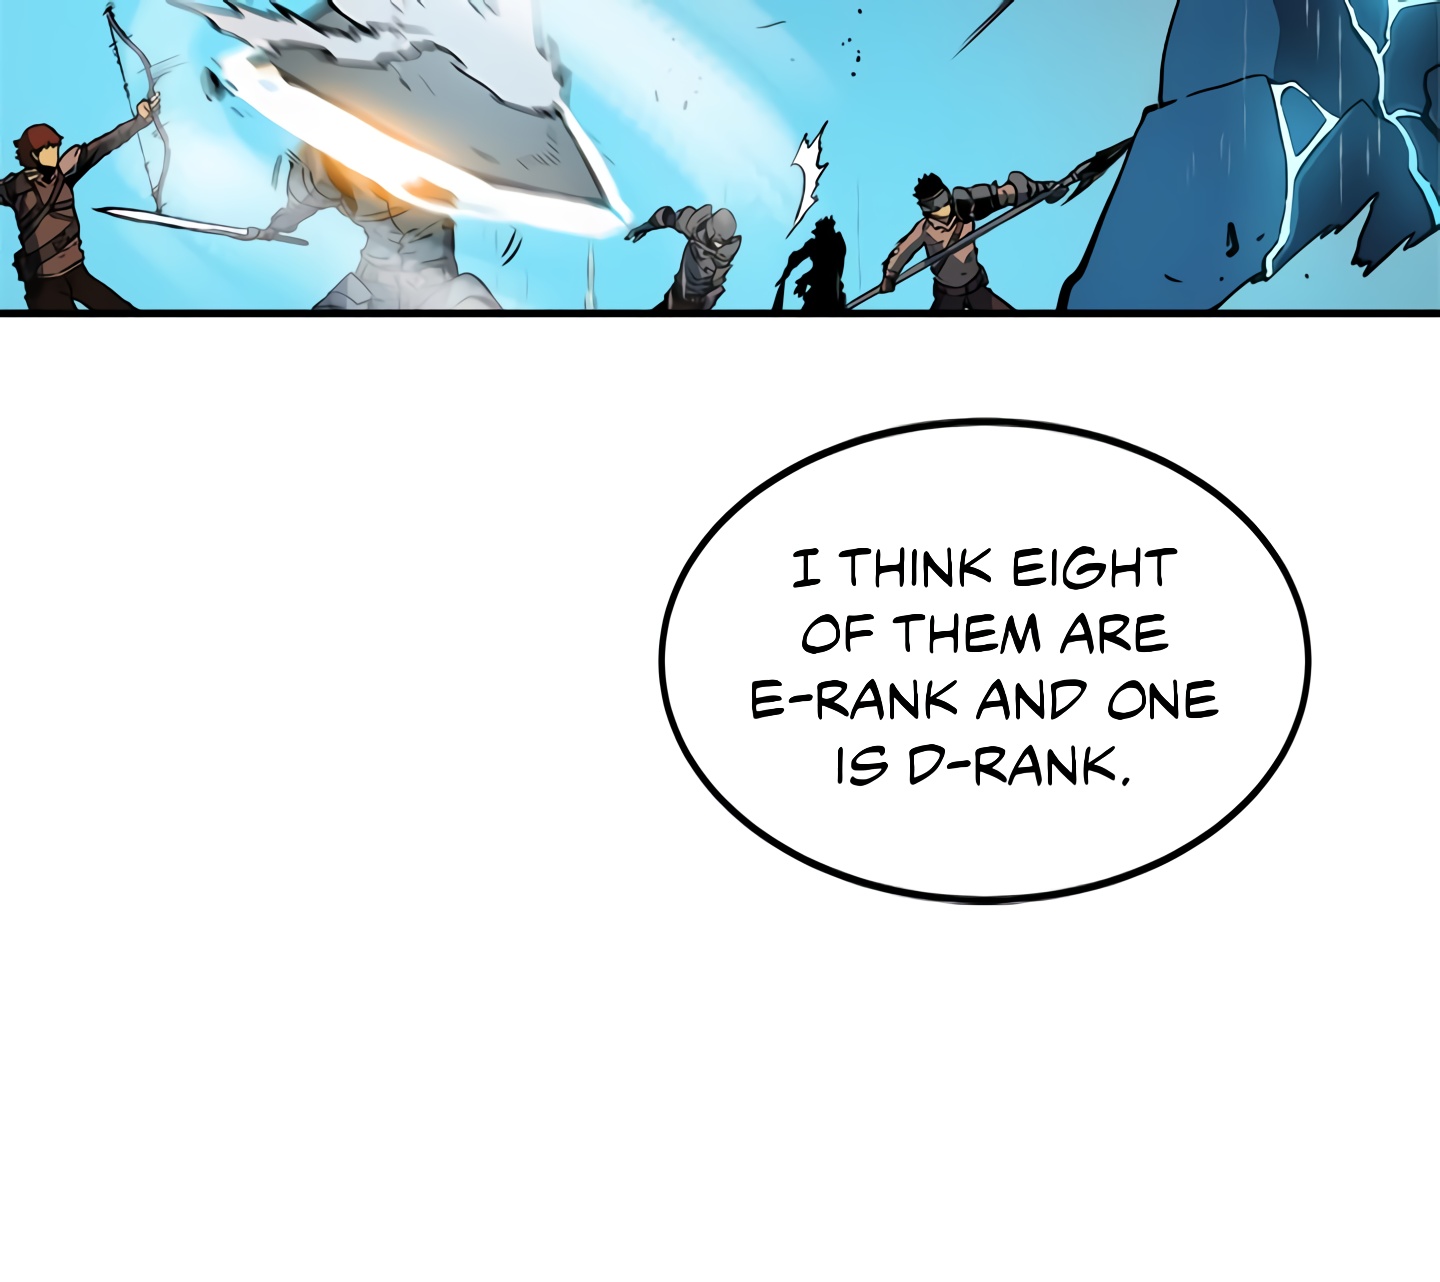 I THINK EIGHT
OF THEM ARE
E-RANK AND ONE
IS D-RANK.